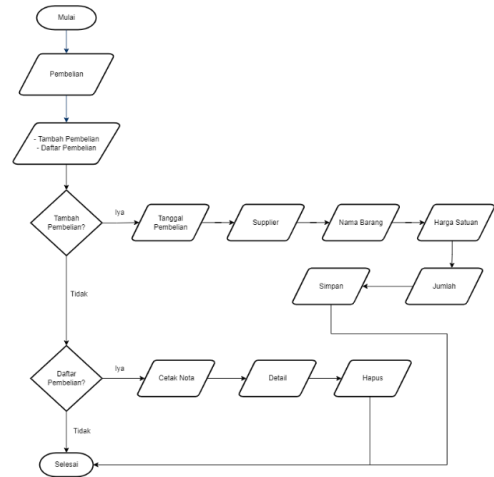 Mulai
Pembelian
- Tambah Pembelian
- Daftar Pembelian
Tambah
Pembelian?
Iya
Tanggal
Pembelian
Supplier
Nama Barang
Harga Satuan
Jumlah
Simpan
Tidak
Daftar
Pembelian?
Iya
Cetak Nota
Detail
Hapus
Tidak
Selesai